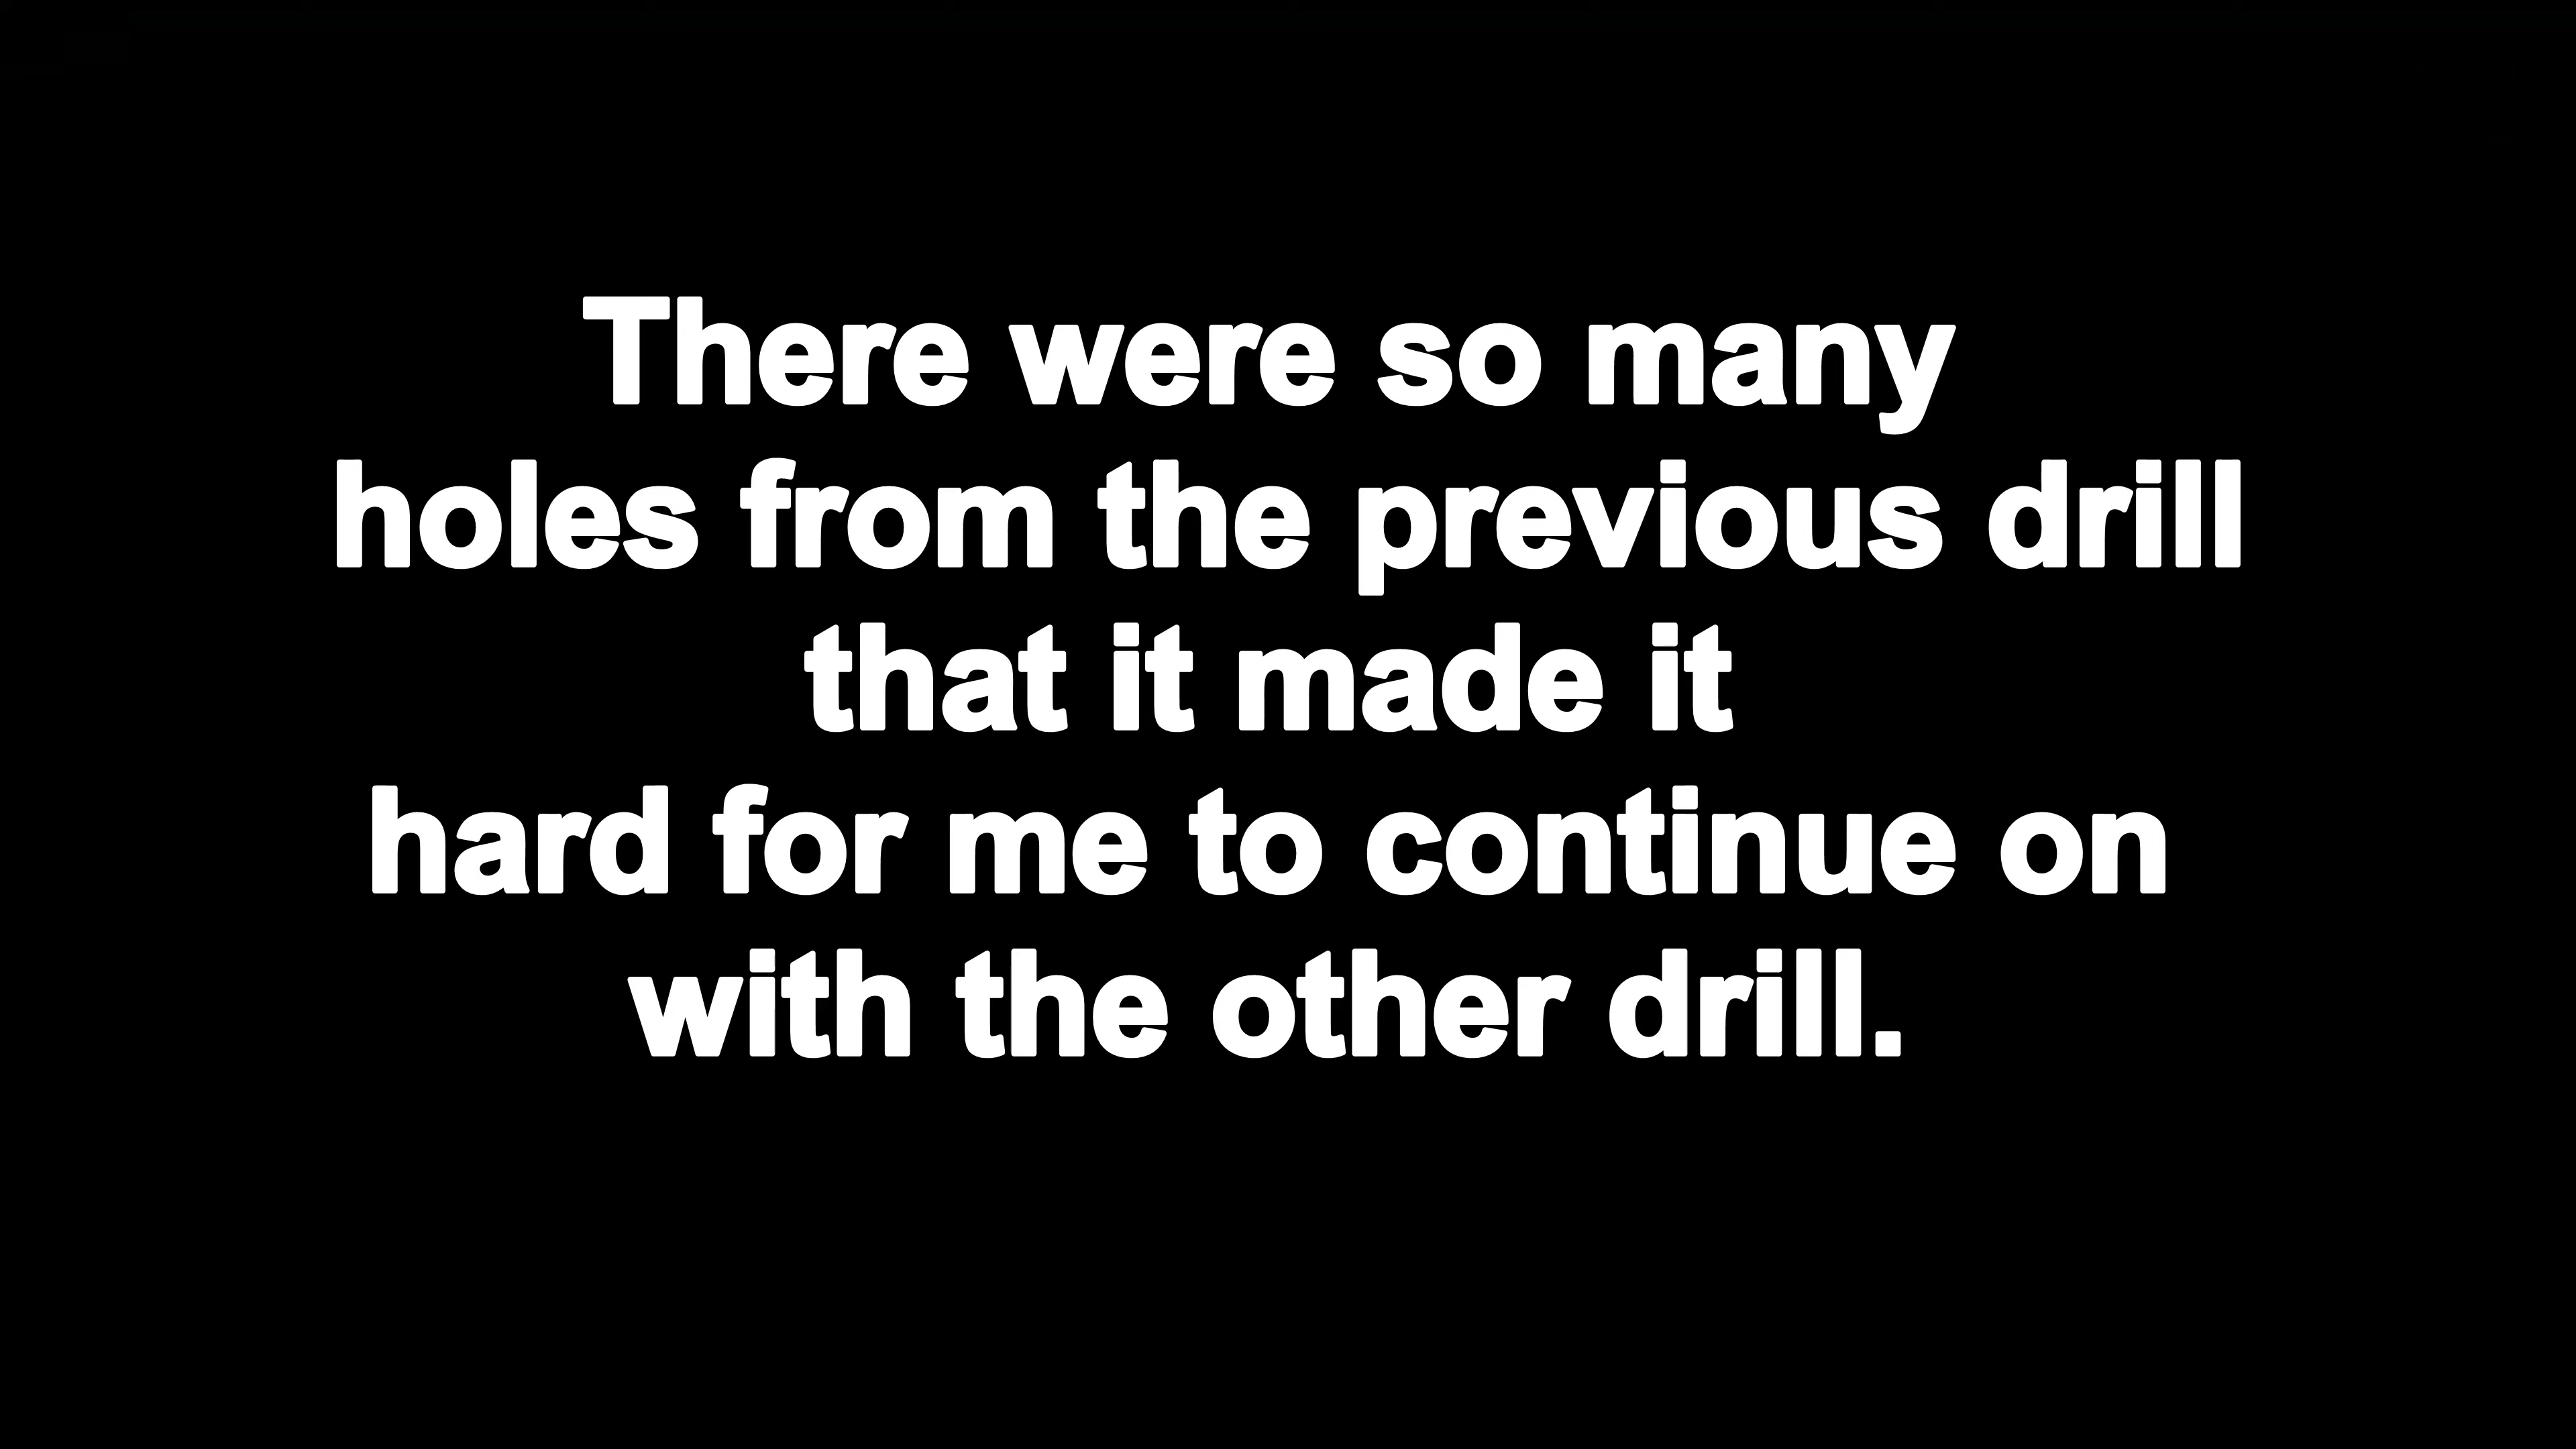 There were so many
holes from the previous drill
that it made it
hard for me to continue on
with the other drill.